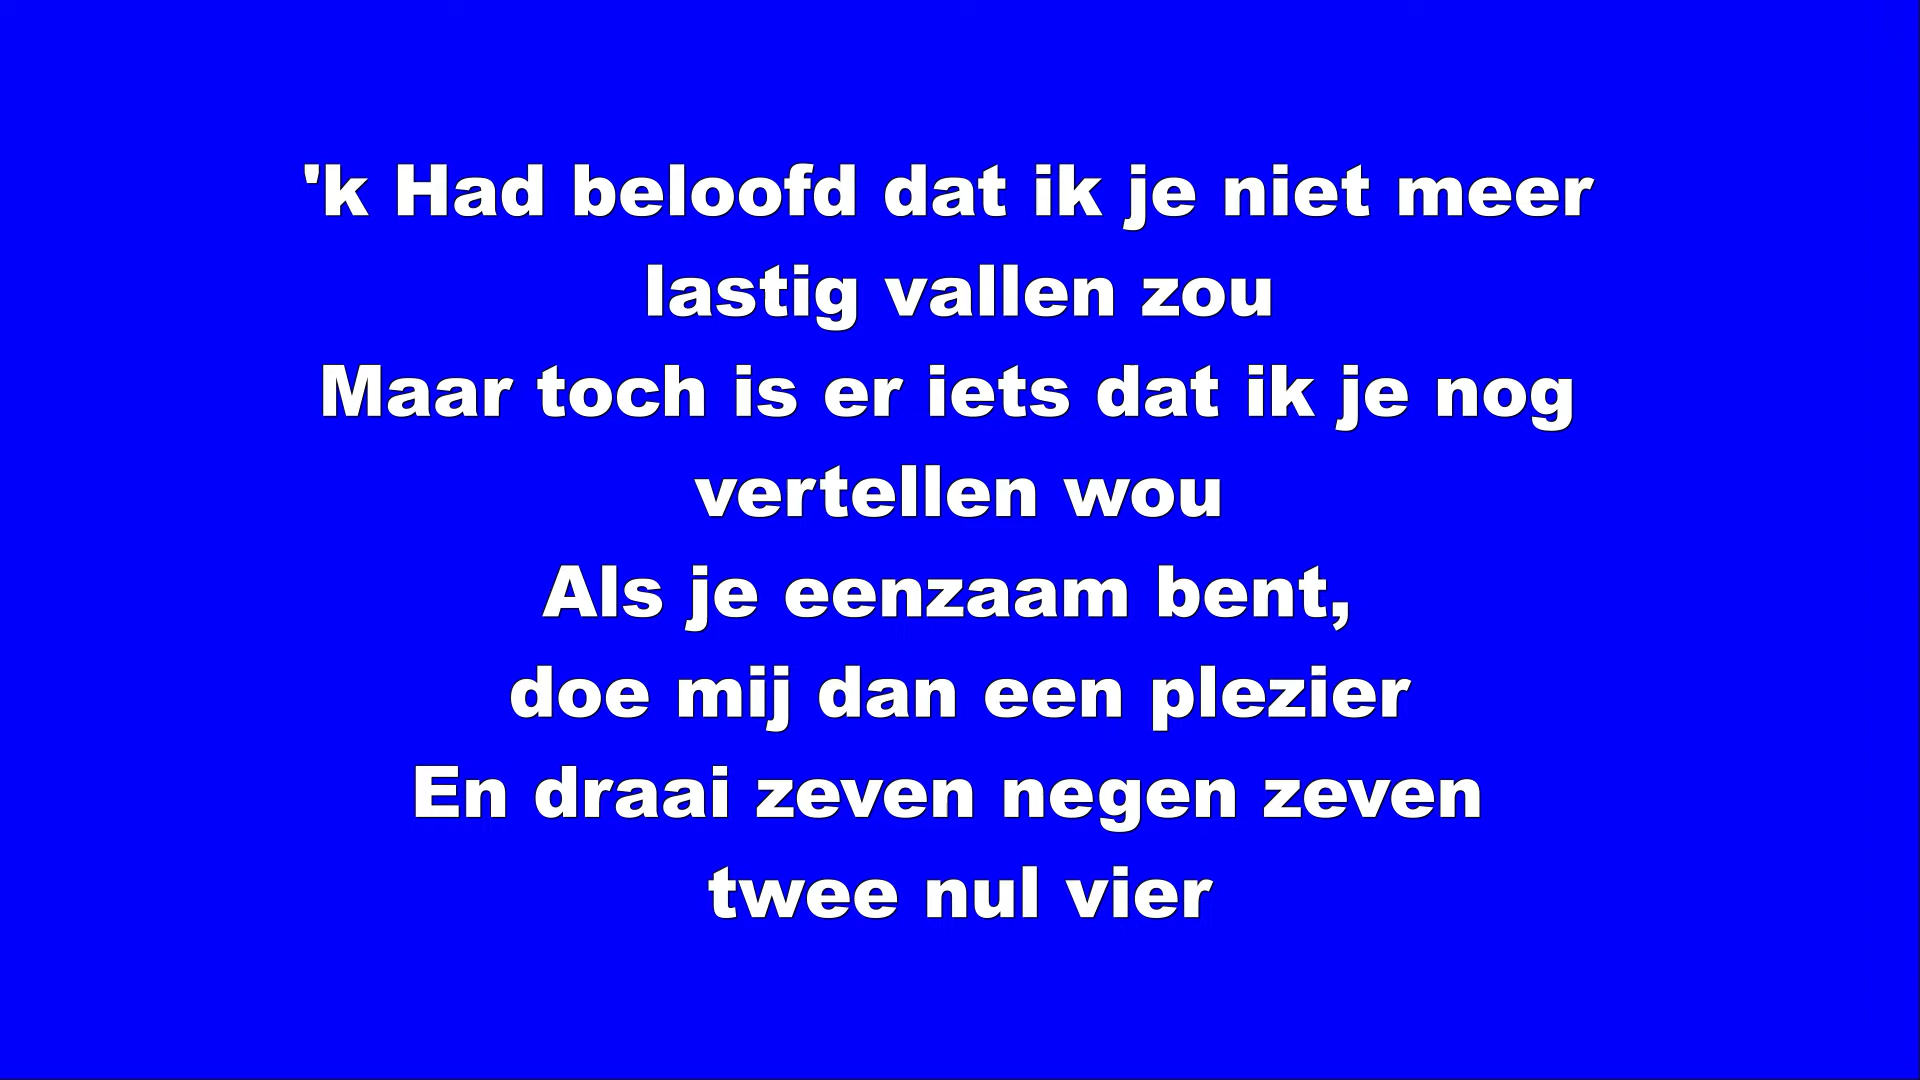 'k Had beloofd dat ik je niet meer
lastig vallen zou
Maar toch is er iets dat ik je nog
vertellen wou
Als je eenzaam bent,
doe mij dan een plezier
En draai zeven negen zeven
twee nul vier